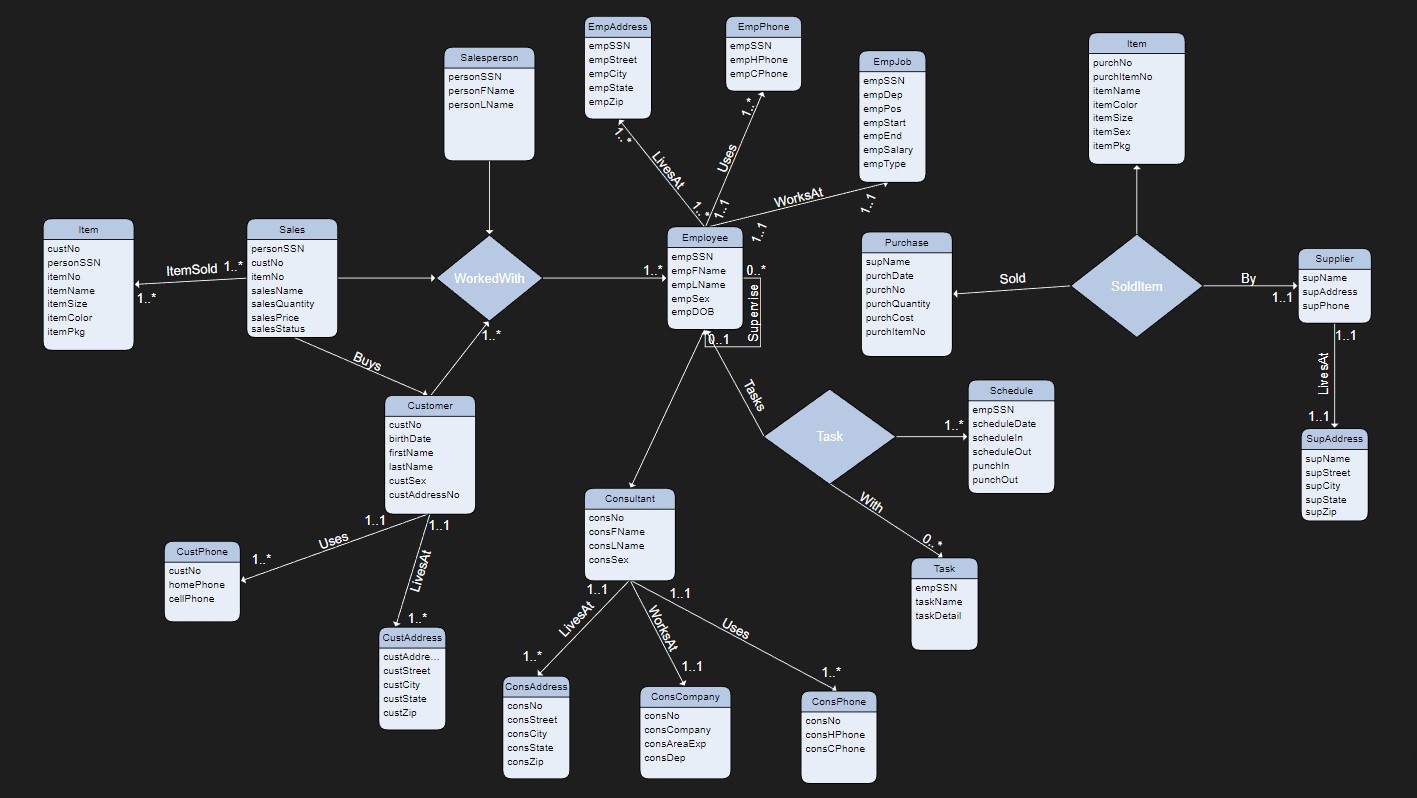 EmpAddress
empSSN
empStreet
empCity
empState
empZip
EmpPhone
empSSN
empHPhone
empCPhone
Item
purchNo
purchItemNo
itemName
itemColor
itemSize
itemSex
itemPkg
Salesperson
personSSN
personFName
personLName
EmpJob
empSSN
empDep
empPos
empStart
empEnd
empSalary
empType
1..*
1..*
LivesAt
Uses
WorksAt
1..*
1..1
1..1
1..1
Item
custNo
personSSN
itemNo
itemName
itemSize
itemColor
itemPkg
ItemSold
1..*
1..*
Sales
personSSN
custNo
itemNo
salesName
salesQuantity
salesPrice
salesStatus
WorkedWith
1..*
1..*
Employee
empSSN
empFName
empLName
empSex
empDOB
0..*
Supervise
0..1
Purchase
supName
purchDate
purchNo
purchQuantity
purchCost
purchItemNo
Sold
SoldItem
By
1..1
Supplier
supName
supAddress
supPhone
1..1
LivesAt
1..1
SupAddress
supName
supStreet
supCity
supState
supZip
Buys
Customer
custNo
birthDate
firstName
lastName
custSex
custAddressNo
Tasks
Task
1..*
Schedule
empSSN
scheduleDate
scheduleIn
scheduleOut
punchIn
punchOut
With
0..*
Task
empSSN
taskName
taskDetail
Consultant
consNo
consFName
consLName
consSex
1..1
1..1
Uses
1..*
CustPhone
custNo
homePhone
cellPhone
LivesAt
1..*
CustAddress
custAddre...
custStreet
custCity
custState
custZip
1..1
1..1
LivesAt
WorksAt
Uses
1..*
1..1
1..*
ConsAddress
consNo
consStreet
consCity
consState
consZip
ConsCompany
consNo
consCompany
consAreaExp
consDep
ConsPhone
consNo
consHPhone
consCPhone